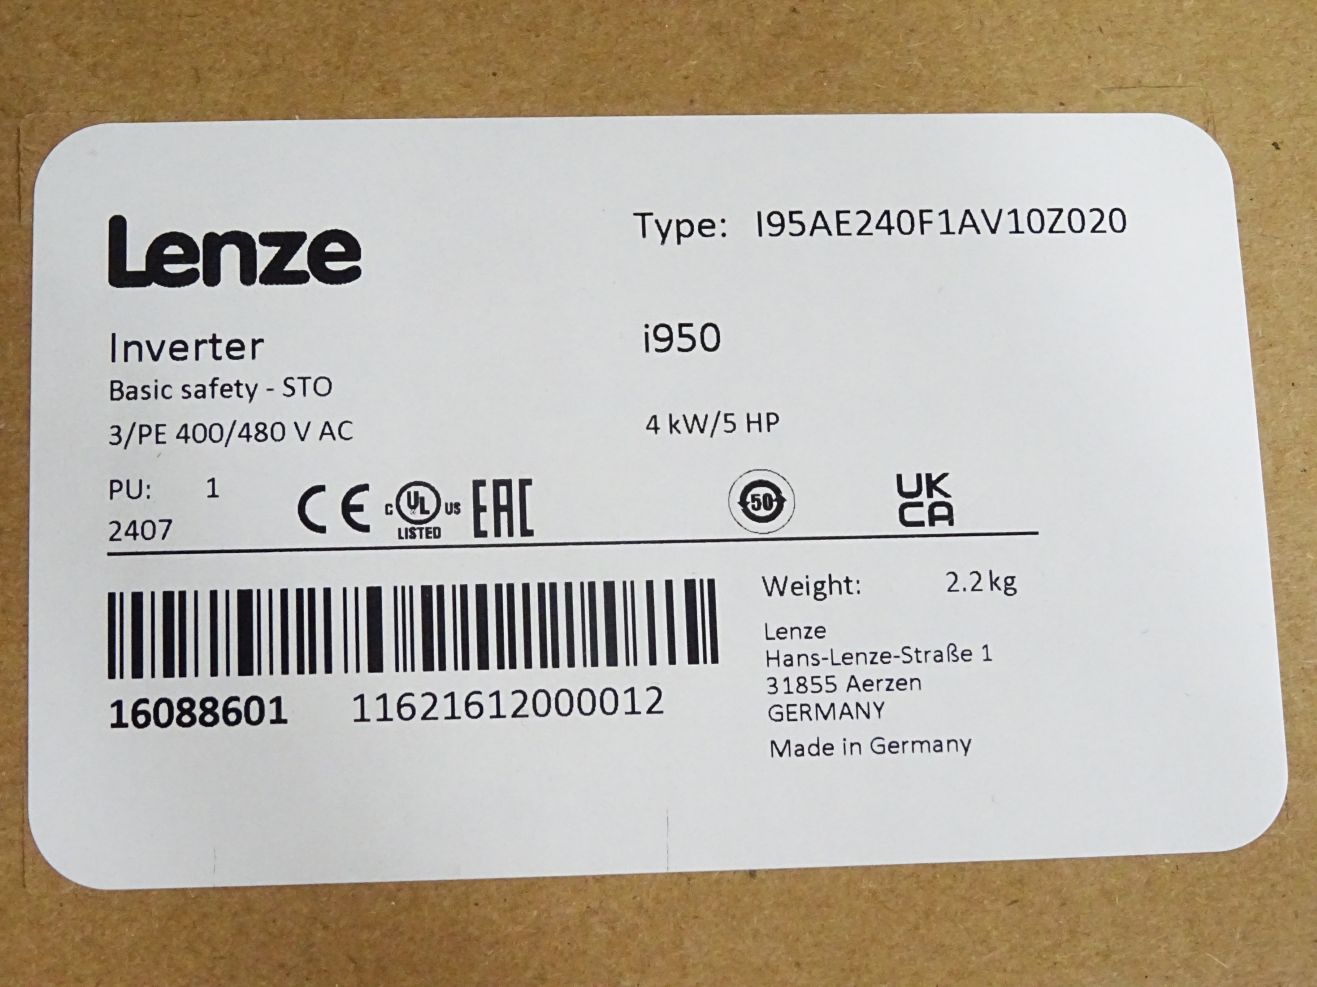 Lenze
Type: I95AE240F1AV10Z020
Inverter
i950
Basic safety - STO
3/PE 400/480 V AC
4 kW/5 HP
PU: 1
2407
CE
C UL US
LISTED
EAC
50
UK
CA
16088601 11621612000012
Weight: 2.2 kg
Lenze
Hans-Lenze-Straße 1
31855 Aerzen
GERMANY
Made in Germany